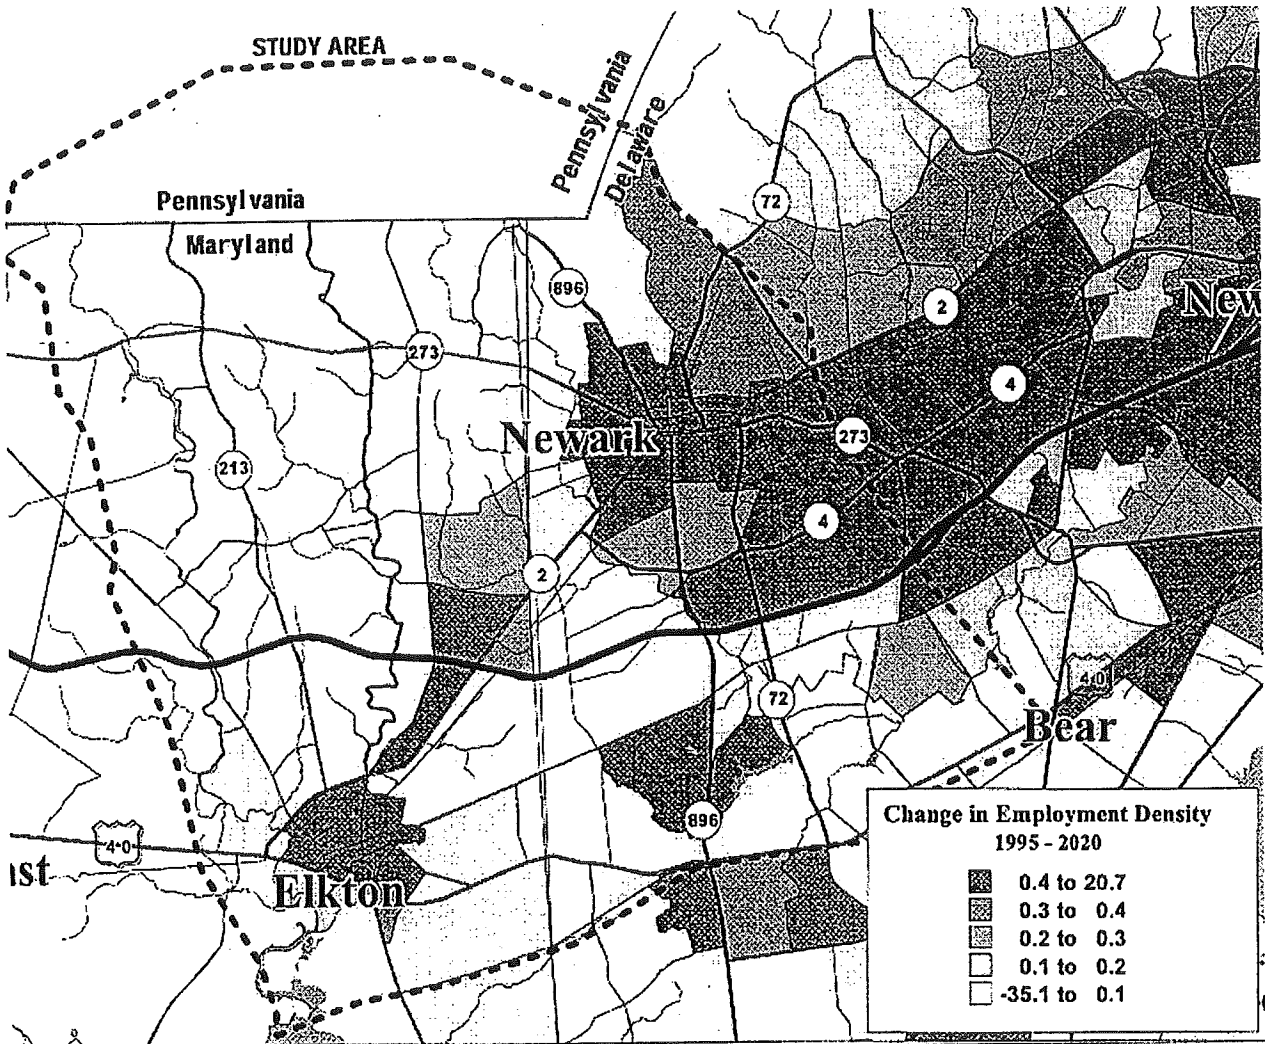 STUDY AREA
Pennsylvania
Delaware
Pennsylvania
Maryland
72
896
2
New
273
4
273
Newark
213
4
2
40
72
Bear
896
40
ist
Elkton
Change in Employment Density
1995 - 2020
0.4 to 20.7
0.3 to 0.4
0.2 to 0.3
0.1 to 0.2
-35.1 to 0.1